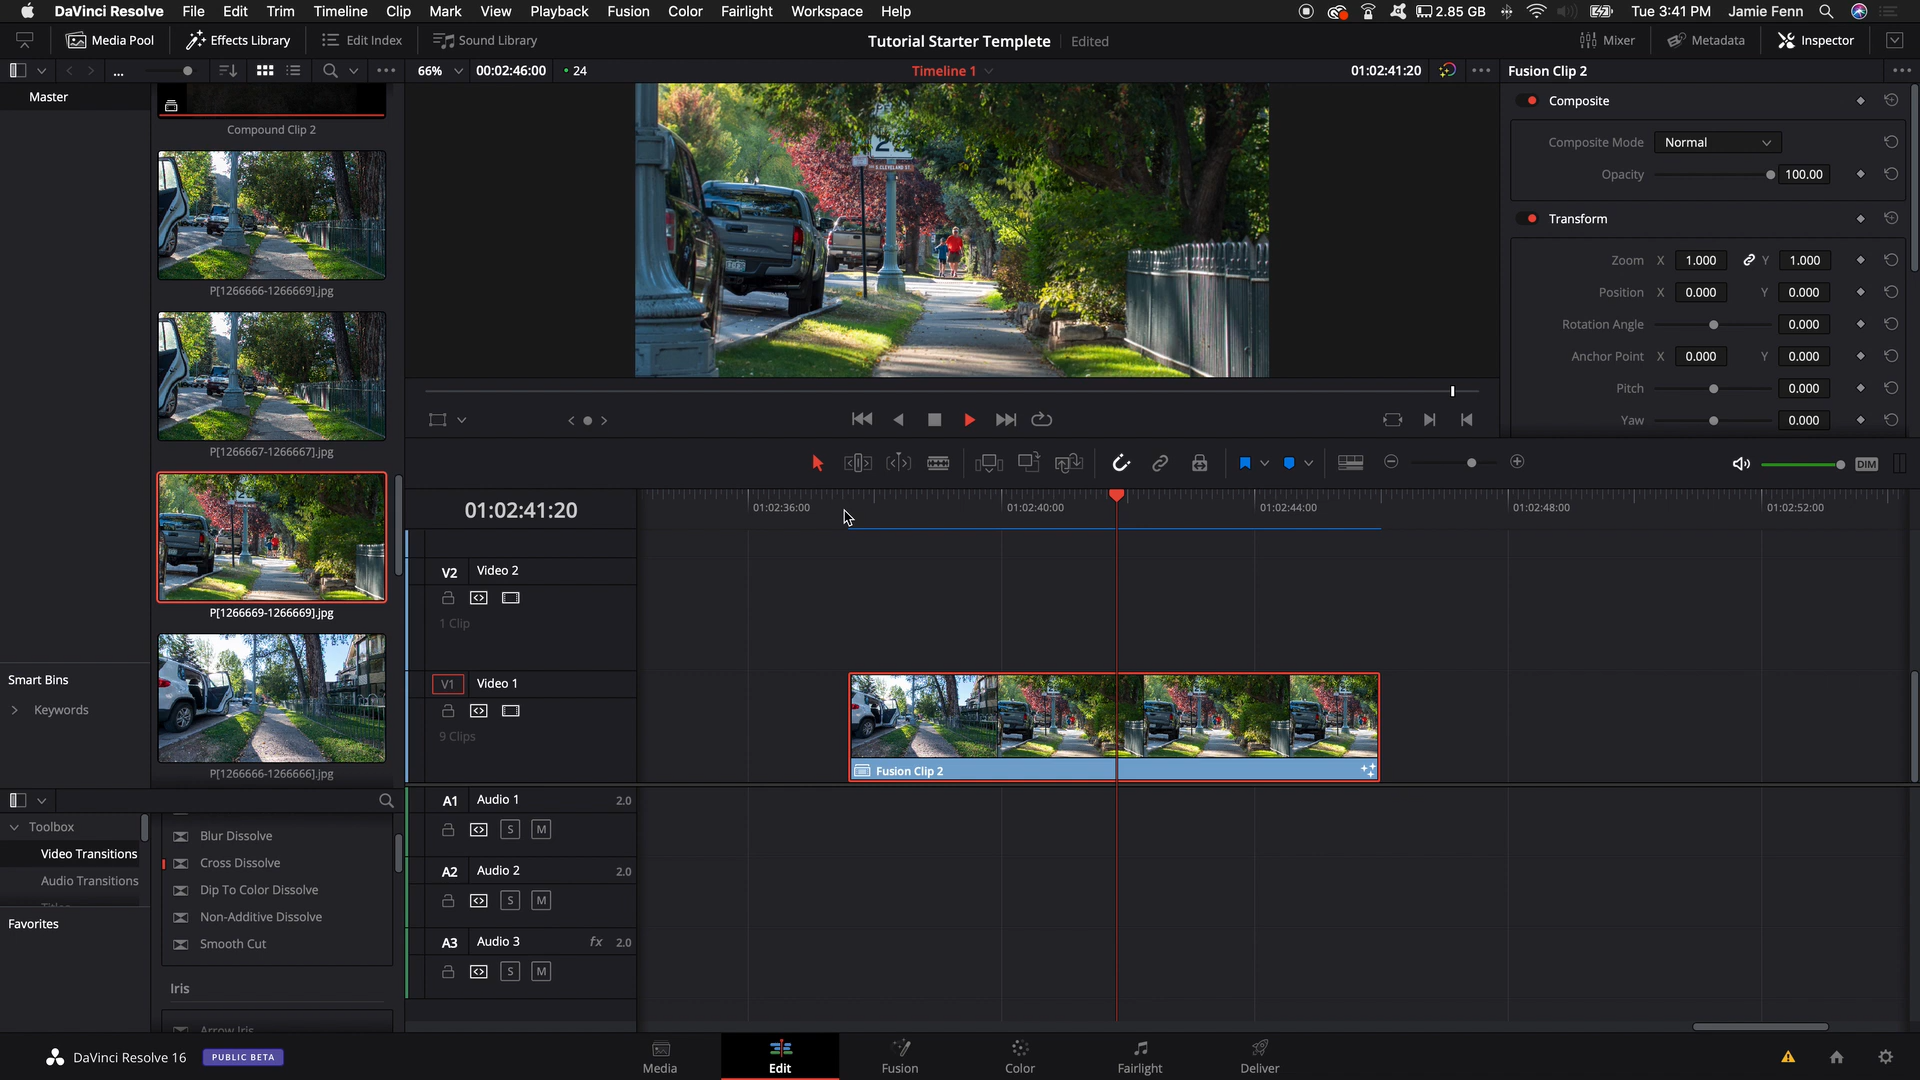 DaVinci Resolve File Edit Trim Timeline Clip Mark View Playback Fusion Color Fairlight Workspace Help
2.85 GB Tue 3:41 PM Jamie Fenn
Media Pool Effects Library Edit Index Sound Library
Tutorial Starter Templete Edited
Mixer Metadata Inspector
... 66% 00:02:46:00 24
Timeline 1
01:02:41:20
Fusion Clip 2
Master
Compound Clip 2
P[1266666-1266669].jpg
P[1266667-1266667].jpg
P[1266669-1266669].jpg
P[1266666-1266666].jpg
Smart Bins
Keywords
S CLEVELAND ST
Composite
Composite Mode Normal
Opacity 100.00
Transform
Zoom X 1.000 Y 1.000
Position X 0.000 Y 0.000
Rotation Angle 0.000
Anchor Point X 0.000 Y 0.000
Pitch 0.000
Yaw 0.000
DIM
01:02:41:20
01:02:36:00 01:02:40:00 01:02:44:00 01:02:48:00 01:02:52:00
V2 Video 2
1 Clip
V1 Video 1
9 Clips
Fusion Clip 2
A1 Audio 1 2.0
S M
A2 Audio 2 2.0
S M
A3 Audio 3 fx 2.0
S M
Toolbox
Video Transitions
Audio Transitions
Favorites
Blur Dissolve
Cross Dissolve
Dip To Color Dissolve
Non-Additive Dissolve
Smooth Cut
Iris
Arrow Iris
DaVinci Resolve 16 PUBLIC BETA
Media Edit Fusion Color Fairlight Deliver